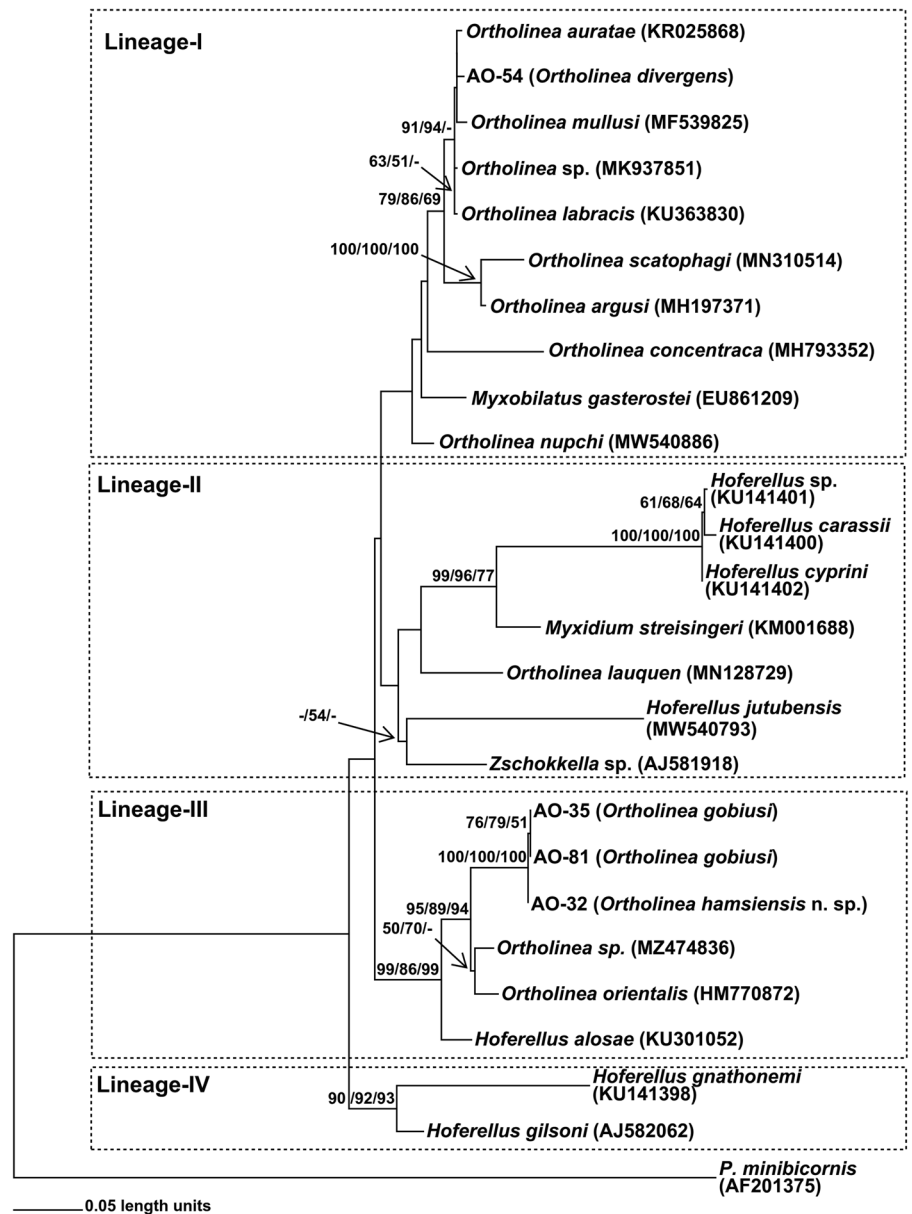 Lineage-I
Ortholinea auratae (KR025868)
AO-54 (Ortholinea divergens)
91/94/-
Ortholinea mullusi (MF539825)
63/51/-
Ortholinea sp. (MK937851)
79/86/69
Ortholinea labracis (KU363830)
100/100/100
Ortholinea scatophagi (MN310514)
Ortholinea argusi (MH197371)
Ortholinea concentraca (MH793352)
Myxobilatus gasterostei (EU861209)
Ortholinea nupchi (MW540886)
Lineage-II
Hoferellus sp.
(KU141401)
61/68/64
Hoferellus carassii
(KU141400)
100/100/100
Hoferellus cyprini
(KU141402)
99/96/77
Myxidium streisingeri (KM001688)
Ortholinea lauquen (MN128729)
-/54/-
Hoferellus jutubensis
(MW540793)
Zschokkella sp. (AJ581918)
Lineage-III
AO-35 (Ortholinea gobiusi)
76/79/51
100/100/100
AO-81 (Ortholinea gobiusi)
AO-32 (Ortholinea hamsiensis n. sp.)
95/89/94
50/70/-
Ortholinea sp. (MZ474836)
99/86/99
Ortholinea orientalis (HM770872)
Hoferellus alosae (KU301052)
Lineage-IV
Hoferellus gnathonemi
(KU141398)
90 /92/93
Hoferellus gilsoni (AJ582062)
P. minibicornis
(AF201375)
0.05 length units